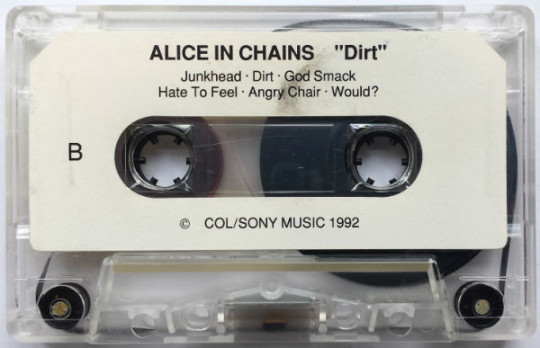 ALICE IN CHAINS "Dirt"
Junkhead · Dirt · God Smack
Hate To Feel · Angry Chair · Would?
B
© COL/SONY MUSIC 1992